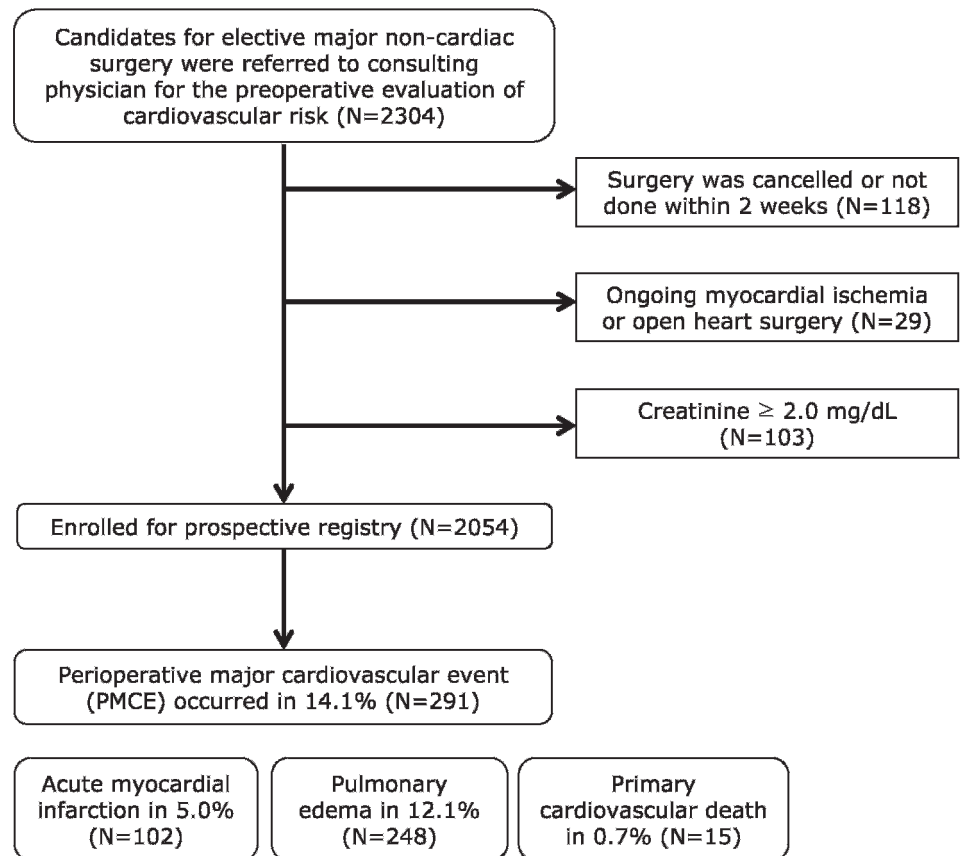 Candidates for elective major non-cardiac
surgery were referred to consulting
physician for the preoperative evaluation of
cardiovascular risk (N=2304)
Surgery was cancelled or not
done within 2 weeks (N=118)
Ongoing myocardial ischemia
or open heart surgery (N=29)
Creatinine ≥ 2.0 mg/dL
(N=103)
Enrolled for prospective registry (N=2054)
Perioperative major cardiovascular event
(PMCE) occurred in 14.1% (N=291)
Acute myocardial
infarction in 5.0%
(N=102)
Pulmonary
edema in 12.1%
(N=248)
Primary
cardiovascular death
in 0.7% (N=15)